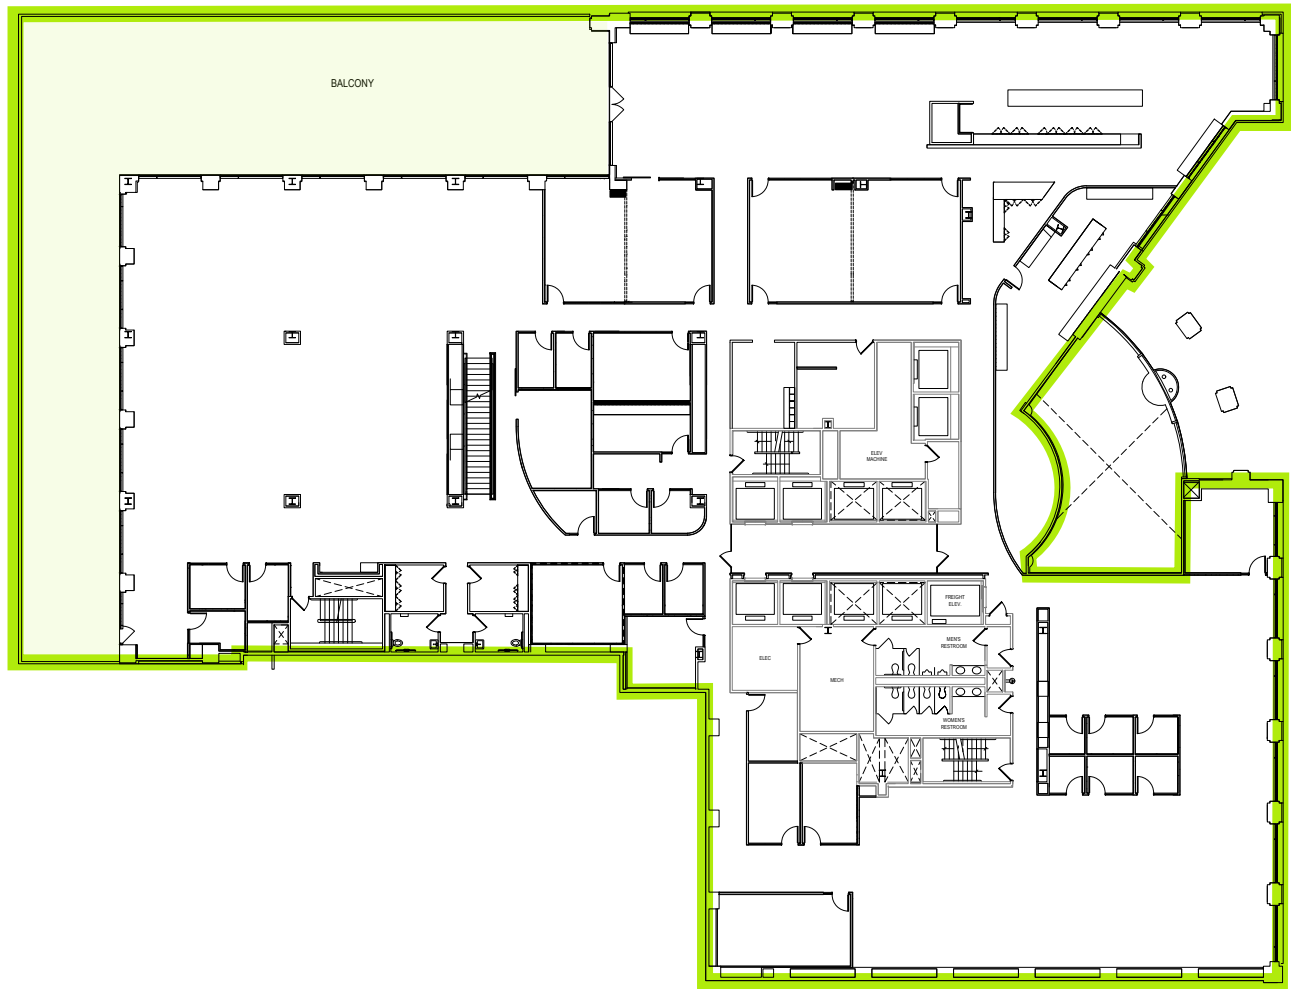 BALCONY
ELEV
MACHINE
FREIGHT
ELEV.
MEN'S
RESTROOM
ELEC
MECH
WOMEN'S
RESTROOM